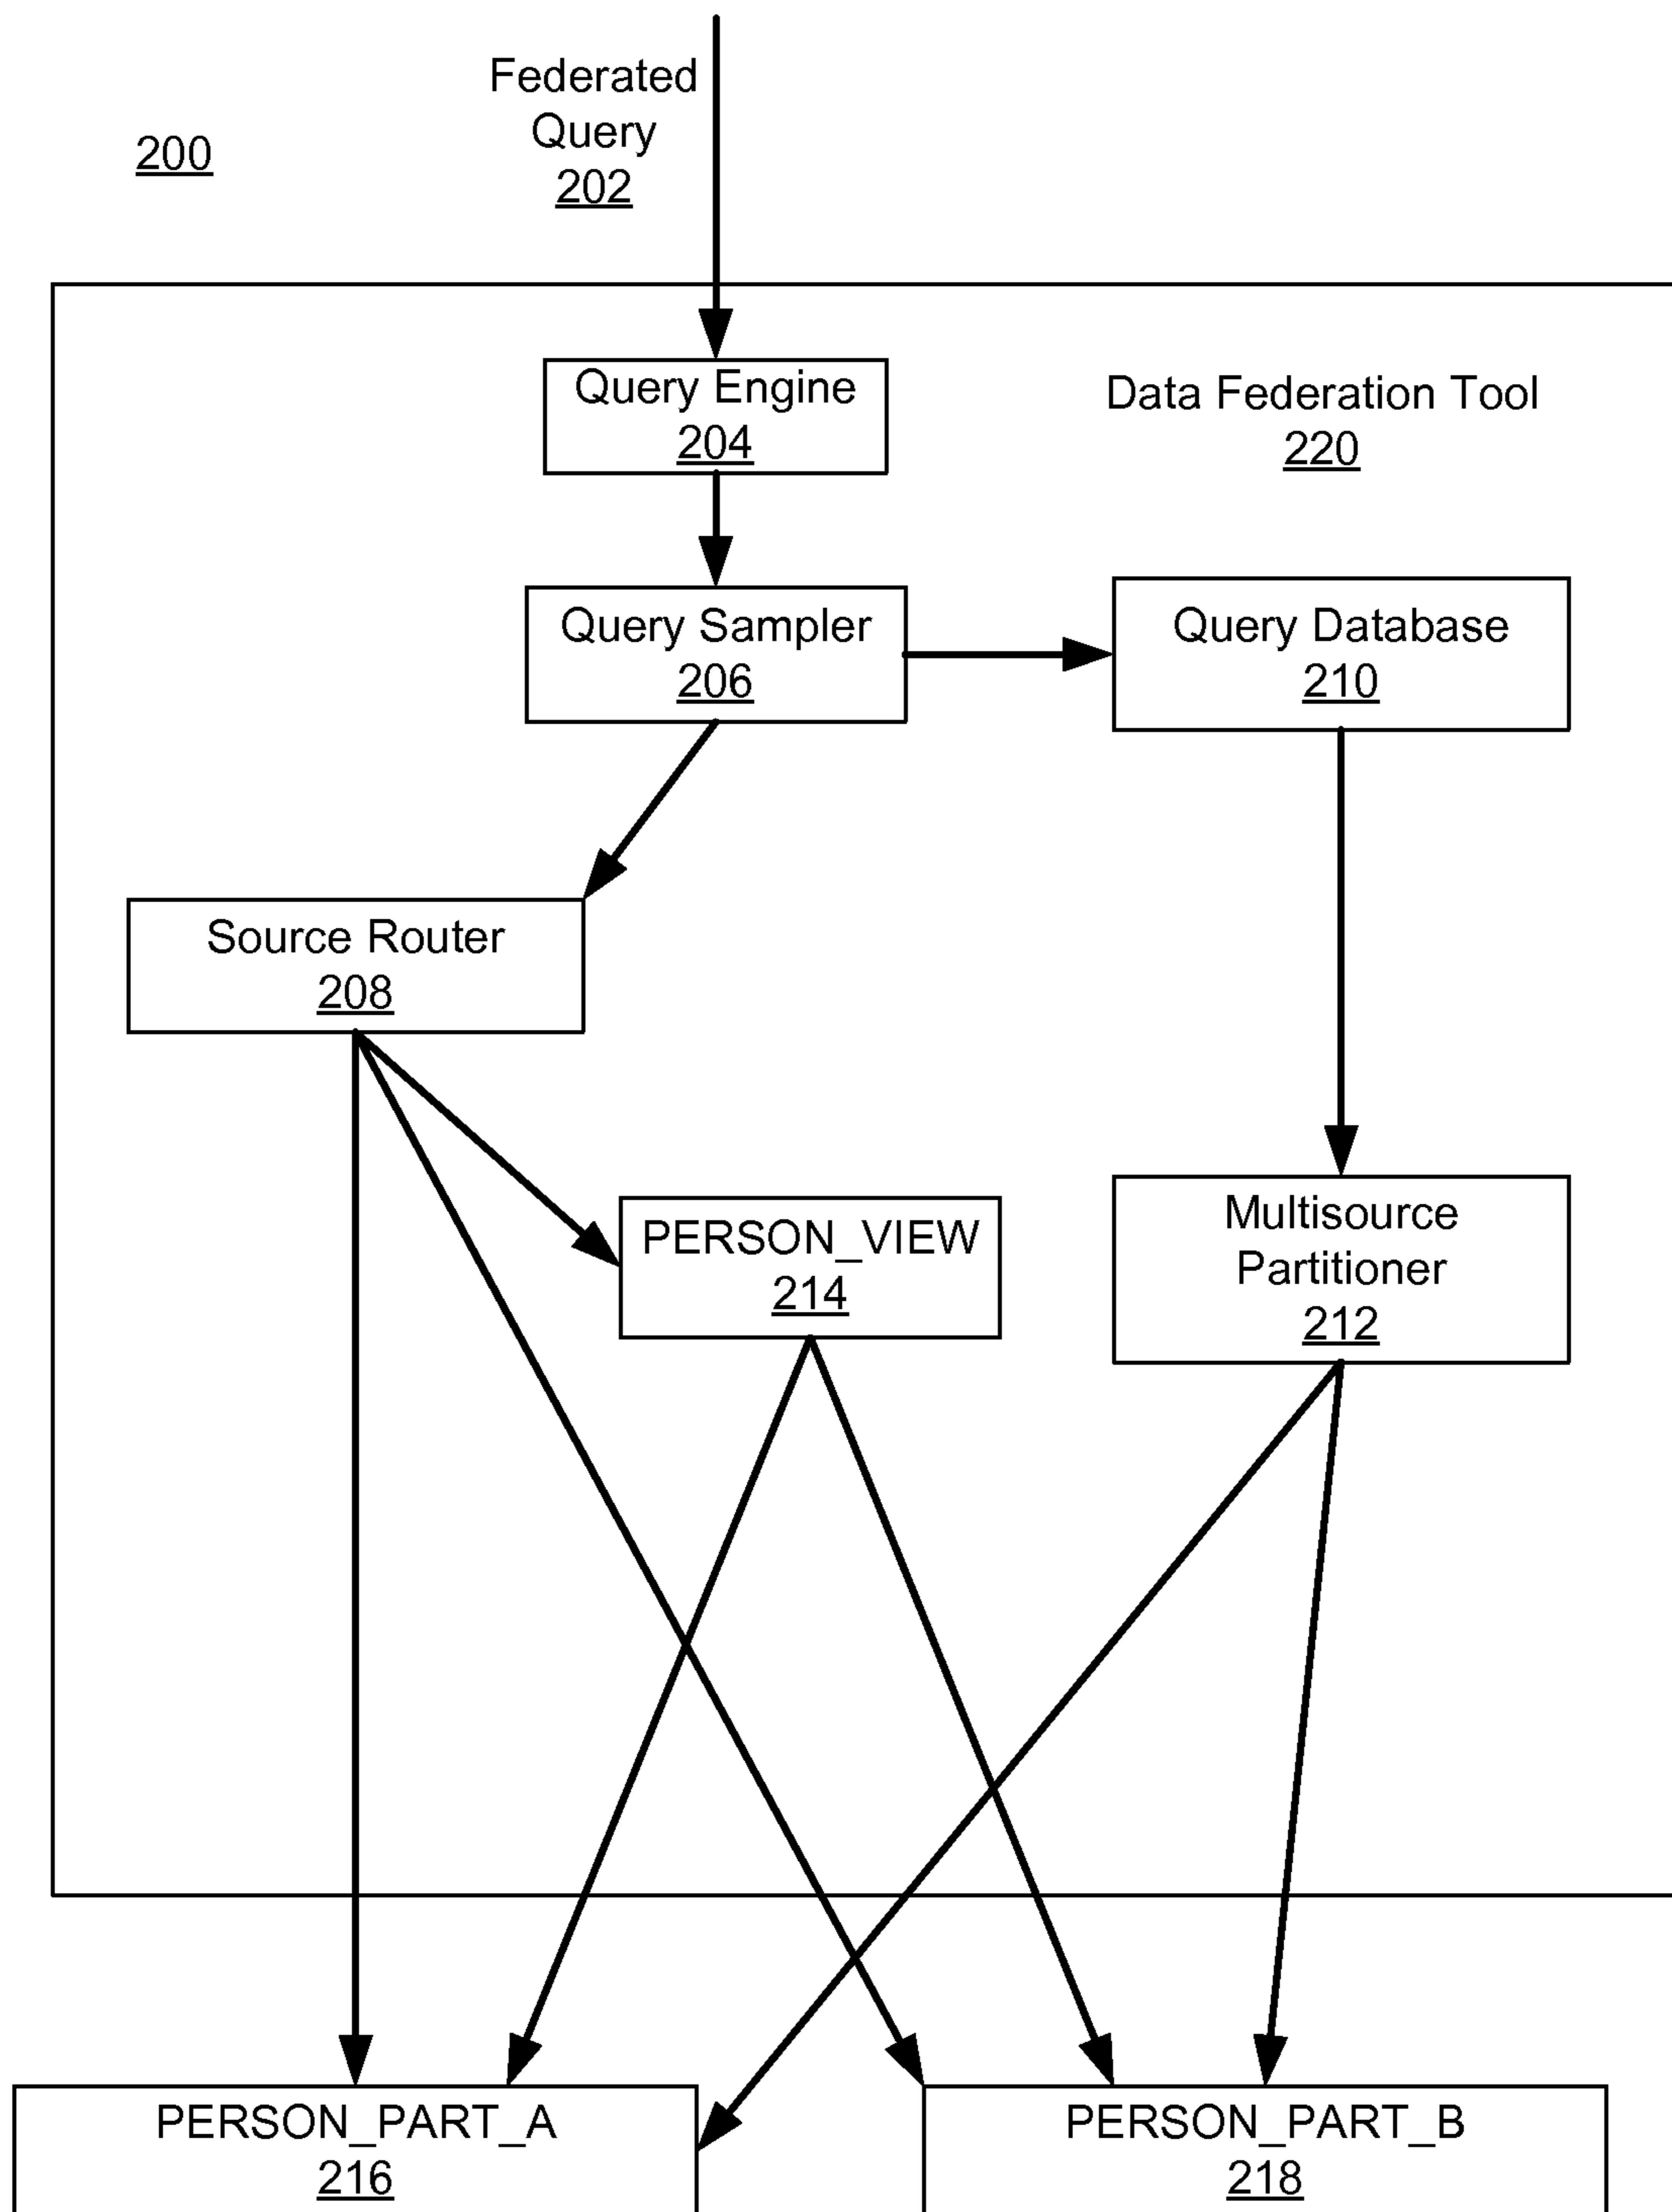 Federated
Query
202
200
Query Engine
204
Data Federation Tool
220
Query Sampler
206
Query Database
210
Source Router
208
PERSON_VIEW
214
Multisource
Partitioner
212
PERSON_PART_A
216
PERSON_PART_B
218